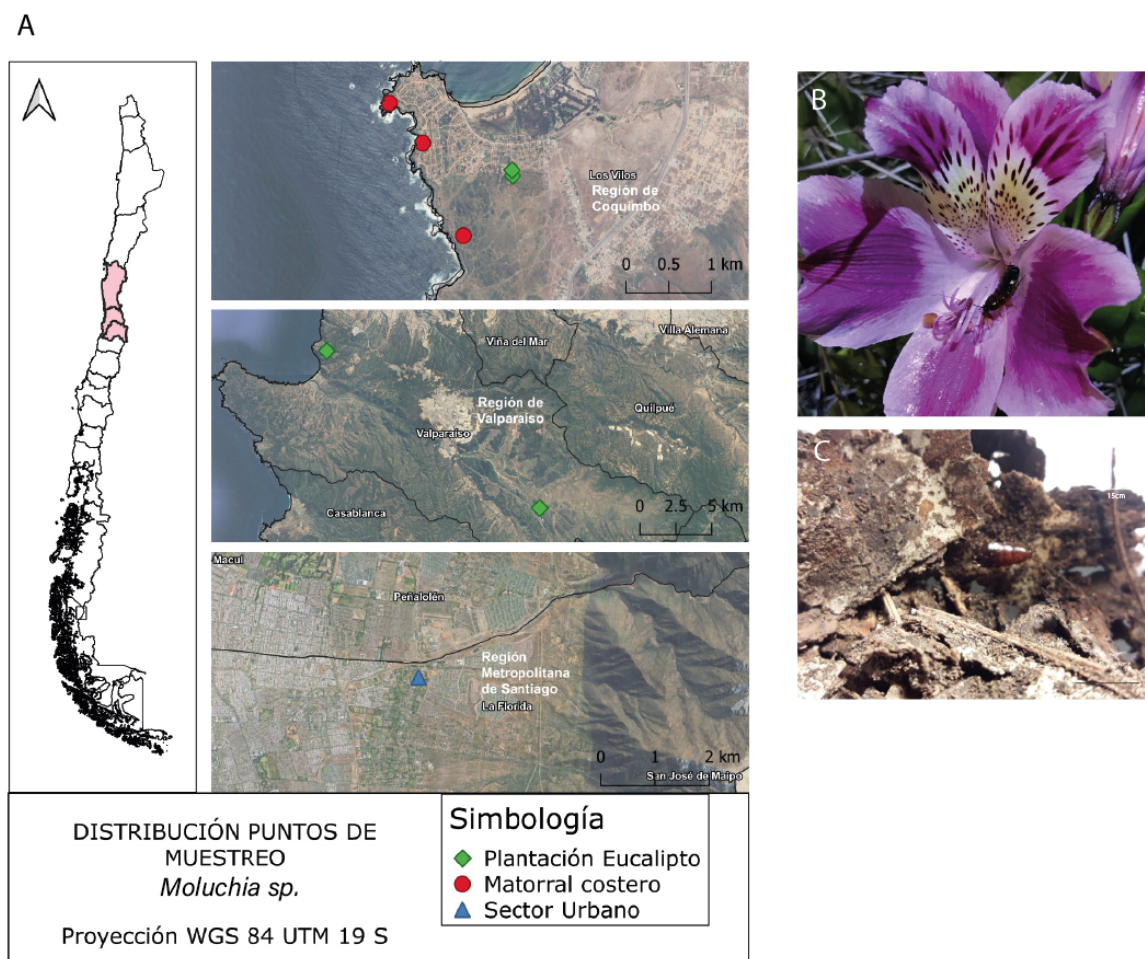 A
Los Vilos
Región de
Coquimbo
0 0.5 1 km
Villa Alemana
Viña del Mar
Región de
Valparaíso
Quilpué
Valparaíso
Casablanca
0 2.5 5 km
Macul
Peñalolén
Región
Metropolitana
de Santiago
La Florida
0 1 2 km
San José de Maipo
DISTRIBUCIÓN PUNTOS DE
MUESTREO
Moluchia sp.
Proyección WGS 84 UTM 19 S
Simbología
Plantación Eucalipto
Matorral costero
Sector Urbano
B
C
15cm